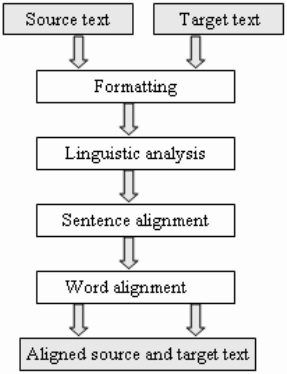 Source text
Target text
Formatting
Linguistic analysis
Sentence alignment
Word alignment
Aligned source and target text